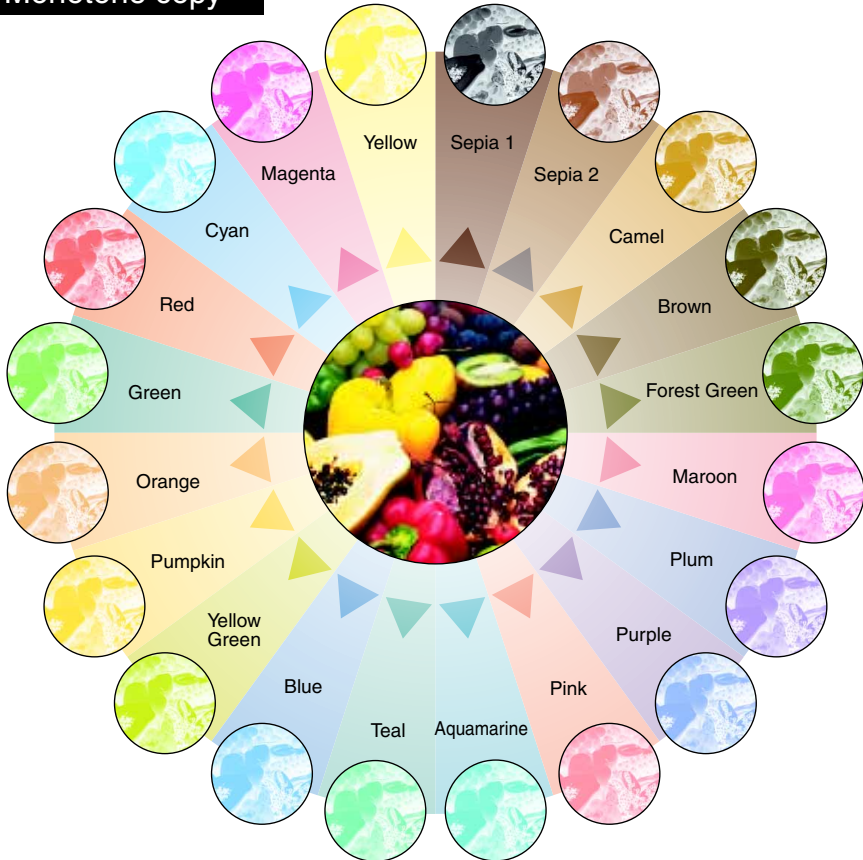 Monotone copy
Yellow
Sepia 1
Magenta
Sepia 2
Cyan
Camel
Red
Brown
Green
Forest Green
Orange
Maroon
Pumpkin
Plum
Yellow
Green
Purple
Blue
Pink
Teal
Aquamarine